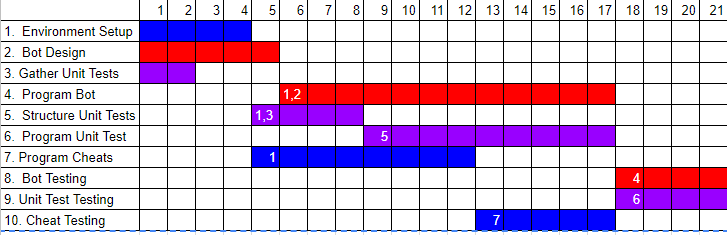 1 2 3 4 5 6 7 8 9 10 11 12 13 14 15 16 17 18 19 20 21
1. Environment Setup
2. Bot Design
3. Gather Unit Tests
4. Program Bot 1,2
5. Structure Unit Tests 1,3
6. Program Unit Test 5
7. Program Cheats 1
8. Bot Testing 4
9. Unit Test Testing 6
10. Cheat Testing 7